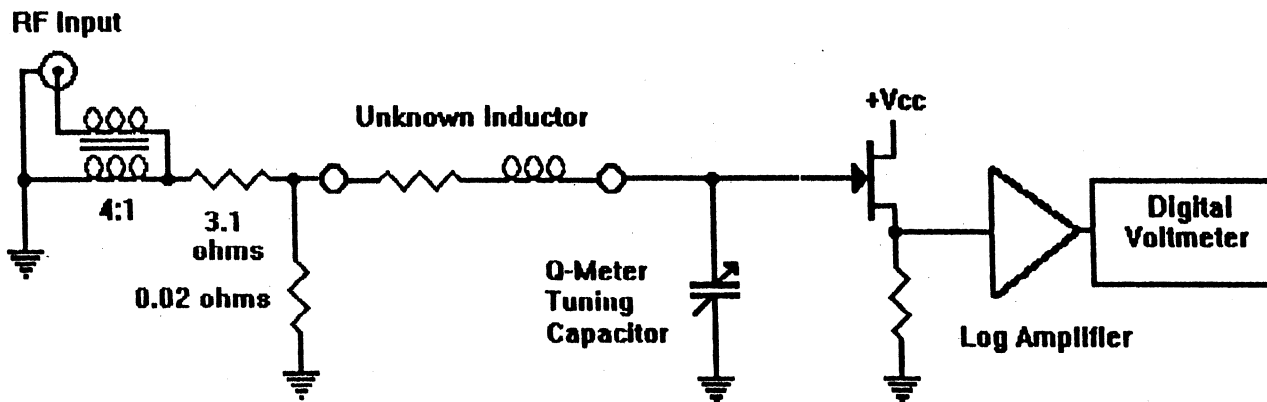 RF Input
Unknown Inductor
+Vcc
4:1
3.1
ohms
0.02 ohms
Q-Meter
Tuning
Capacitor
Digital
Voltmeter
Log Amplifier